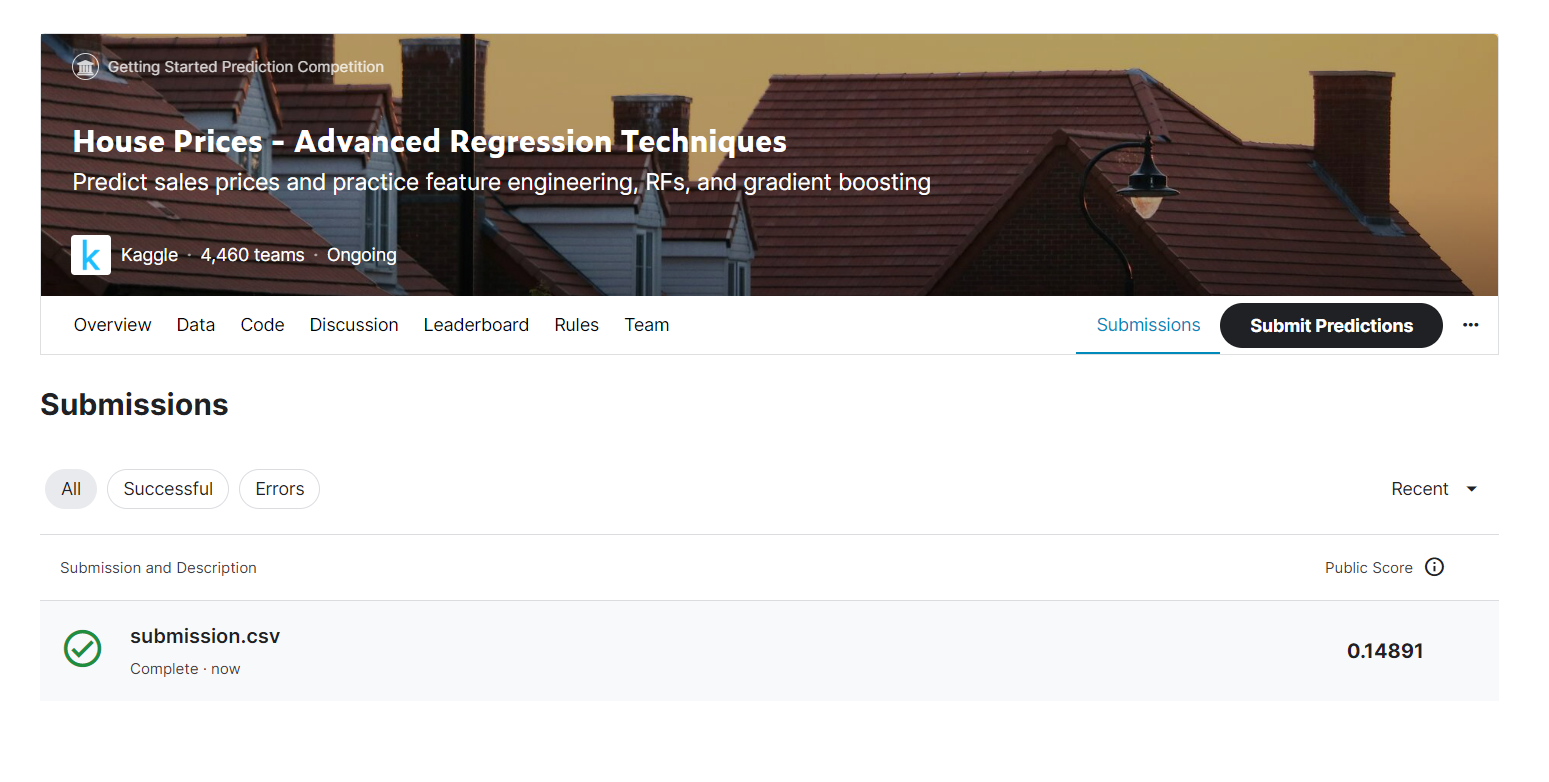 Getting Started Prediction Competition
House Prices - Advanced Regression Techniques
Predict sales prices and practice feature engineering, RFs, and gradient boosting
k Kaggle · 4,460 teams · Ongoing
Overview Data Code Discussion Leaderboard Rules Team Submissions Submit Predictions ...
Submissions
All Successful Errors Recent
Submission and Description Public Score
submission.csv
Complete · now
0.14891